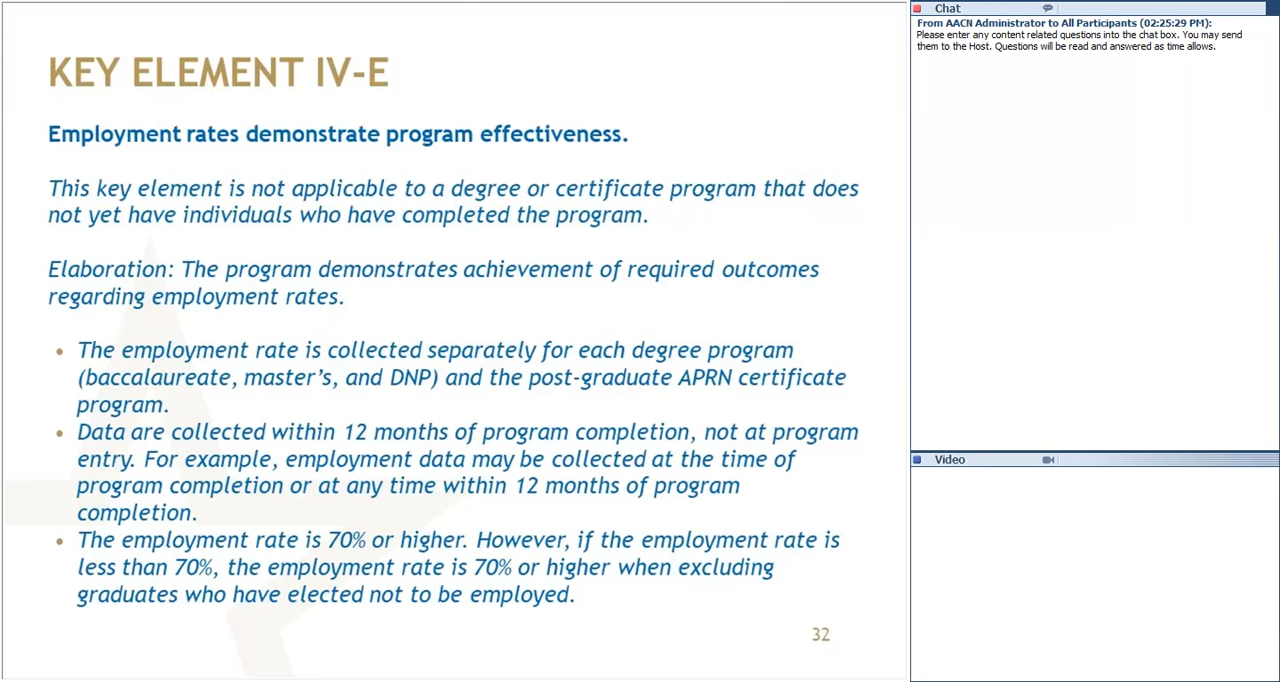 KEY ELEMENT IV-E
Employment rates demonstrate program effectiveness.
This key element is not applicable to a degree or certificate program that does
not yet have individuals who have completed the program.
Elaboration: The program demonstrates achievement of required outcomes
regarding employment rates.
• The employment rate is collected separately for each degree program
(baccalaureate, master's, and DNP) and the post-graduate APRN certificate
program.
• Data are collected within 12 months of program completion, not at program
entry. For example, employment data may be collected at the time of
program completion or at any time within 12 months of program
completion.
• The employment rate is 70% or higher. However, if the employment rate is
less than 70%, the employment rate is 70% or higher when excluding
graduates who have elected not to be employed.
32
Chat
From AACN Administrator to All Participants (02:25:29 PM):
Please enter any content related questions into the chat box. You may send
them to the Host. Questions will be read and answered as time allows.
Video